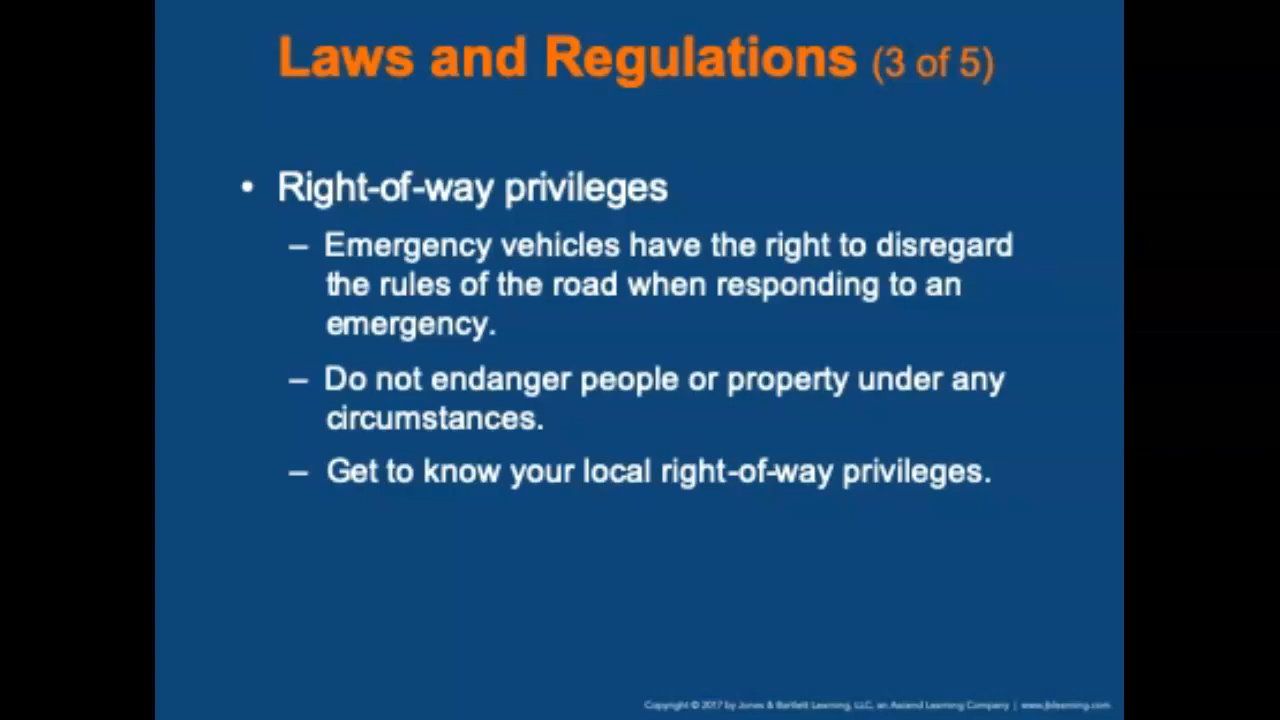 Laws and Regulations (3 of 5)
• Right-of-way privileges
– Emergency vehicles have the right to disregard
the rules of the road when responding to an
emergency.
– Do not endanger people or property under any
circumstances.
– Get to know your local right-of-way privileges.
Copyright © 2017 by Jones & Bartlett Learning, LLC, an Ascend Learning Company | www.jblearning.com